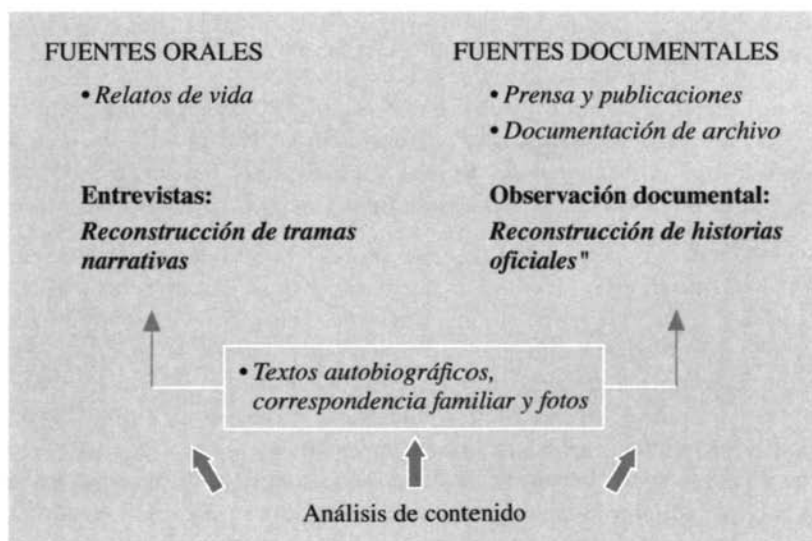 FUENTES ORALES
• Relatos de vida
Entrevistas:
Reconstrucción de tramas
narrativas
FUENTES DOCUMENTALES
• Prensa y publicaciones
• Documentación de archivo
Observación documental:
Reconstrucción de historias
oficiales"
• Textos autobiográficos,
correspondencia familiar y fotos
Análisis de contenido